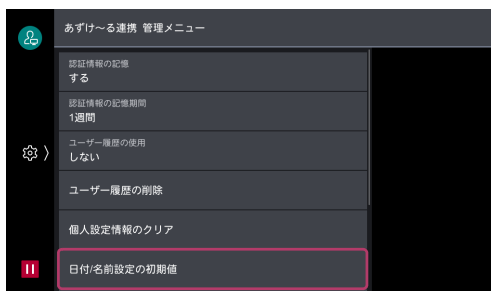 あずけ～る連携 管理メニュー
認証情報の記憶
する
認証情報の記憶期間
1週間
ユーザー履歴の使用
しない
ユーザー履歴の削除
個人設定情報のクリア
日付/名前設定の初期値